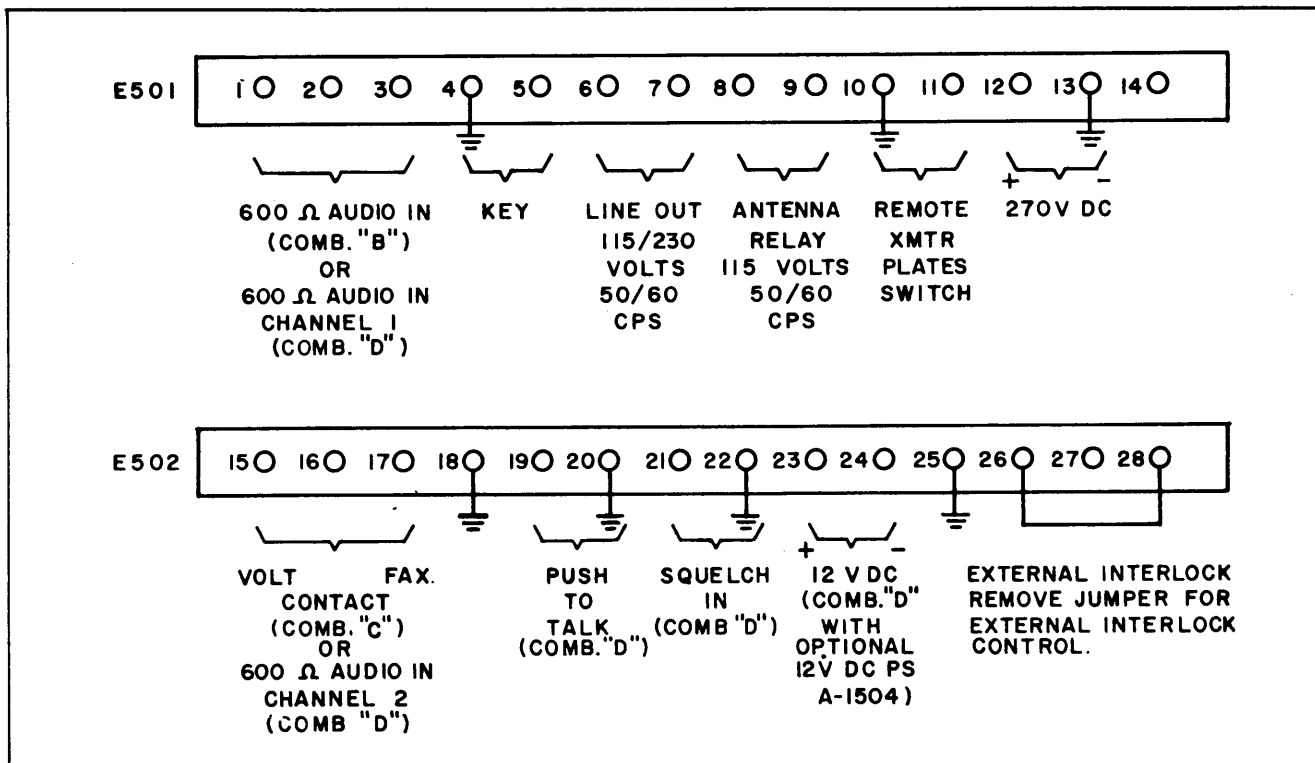 E501 1 2 3 4 5 6 7 8 9 10 11 12 13 14
+ -
600 Ω AUDIO IN
(COMB. "B")
OR
600 Ω AUDIO IN
CHANNEL 1
(COMB. "D")
KEY
LINE OUT
115/230
VOLTS
50/60
CPS
ANTENNA
RELAY
115 VOLTS
50/60
CPS
REMOTE
XMTR
PLATES
SWITCH
270V DC
E502 15 16 17 18 19 20 21 22 23 24 25 26 27 28
+ -
VOLT FAX.
CONTACT
(COMB. "C")
OR
600 Ω AUDIO IN
CHANNEL 2
(COMB "D")
PUSH
TO
TALK
(COMB. "D")
SQUELCH
IN
(COMB "D")
12 V DC
(COMB. "D"
WITH
OPTIONAL
12V DC PS
A-1504)
EXTERNAL INTERLOCK
REMOVE JUMPER FOR
EXTERNAL INTERLOCK
CONTROL.